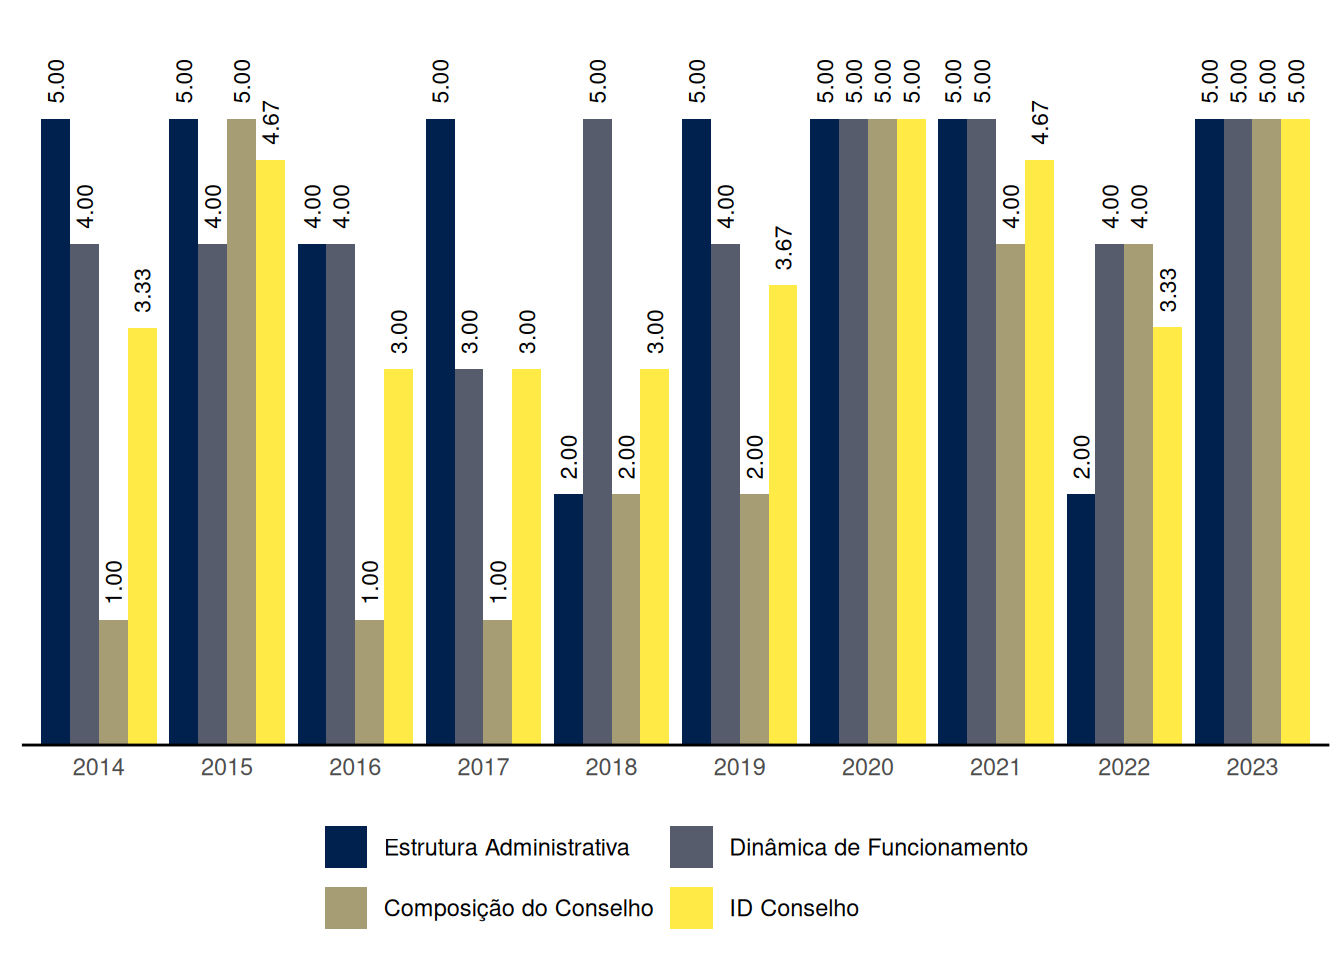 5.00 4.00 1.00 3.33
5.00 4.00 5.00 4.67
4.00 4.00 1.00 3.00
5.00 3.00 1.00 3.00
2.00 5.00 2.00 3.00
5.00 4.00 2.00 3.67
5.00 5.00 5.00 5.00
5.00 5.00 4.00 4.67
2.00 4.00 4.00 3.33
5.00 5.00 5.00 5.00
2014 2015 2016 2017 2018 2019 2020 2021 2022 2023
Estrutura Administrativa Dinâmica de Funcionamento
Composição do Conselho ID Conselho